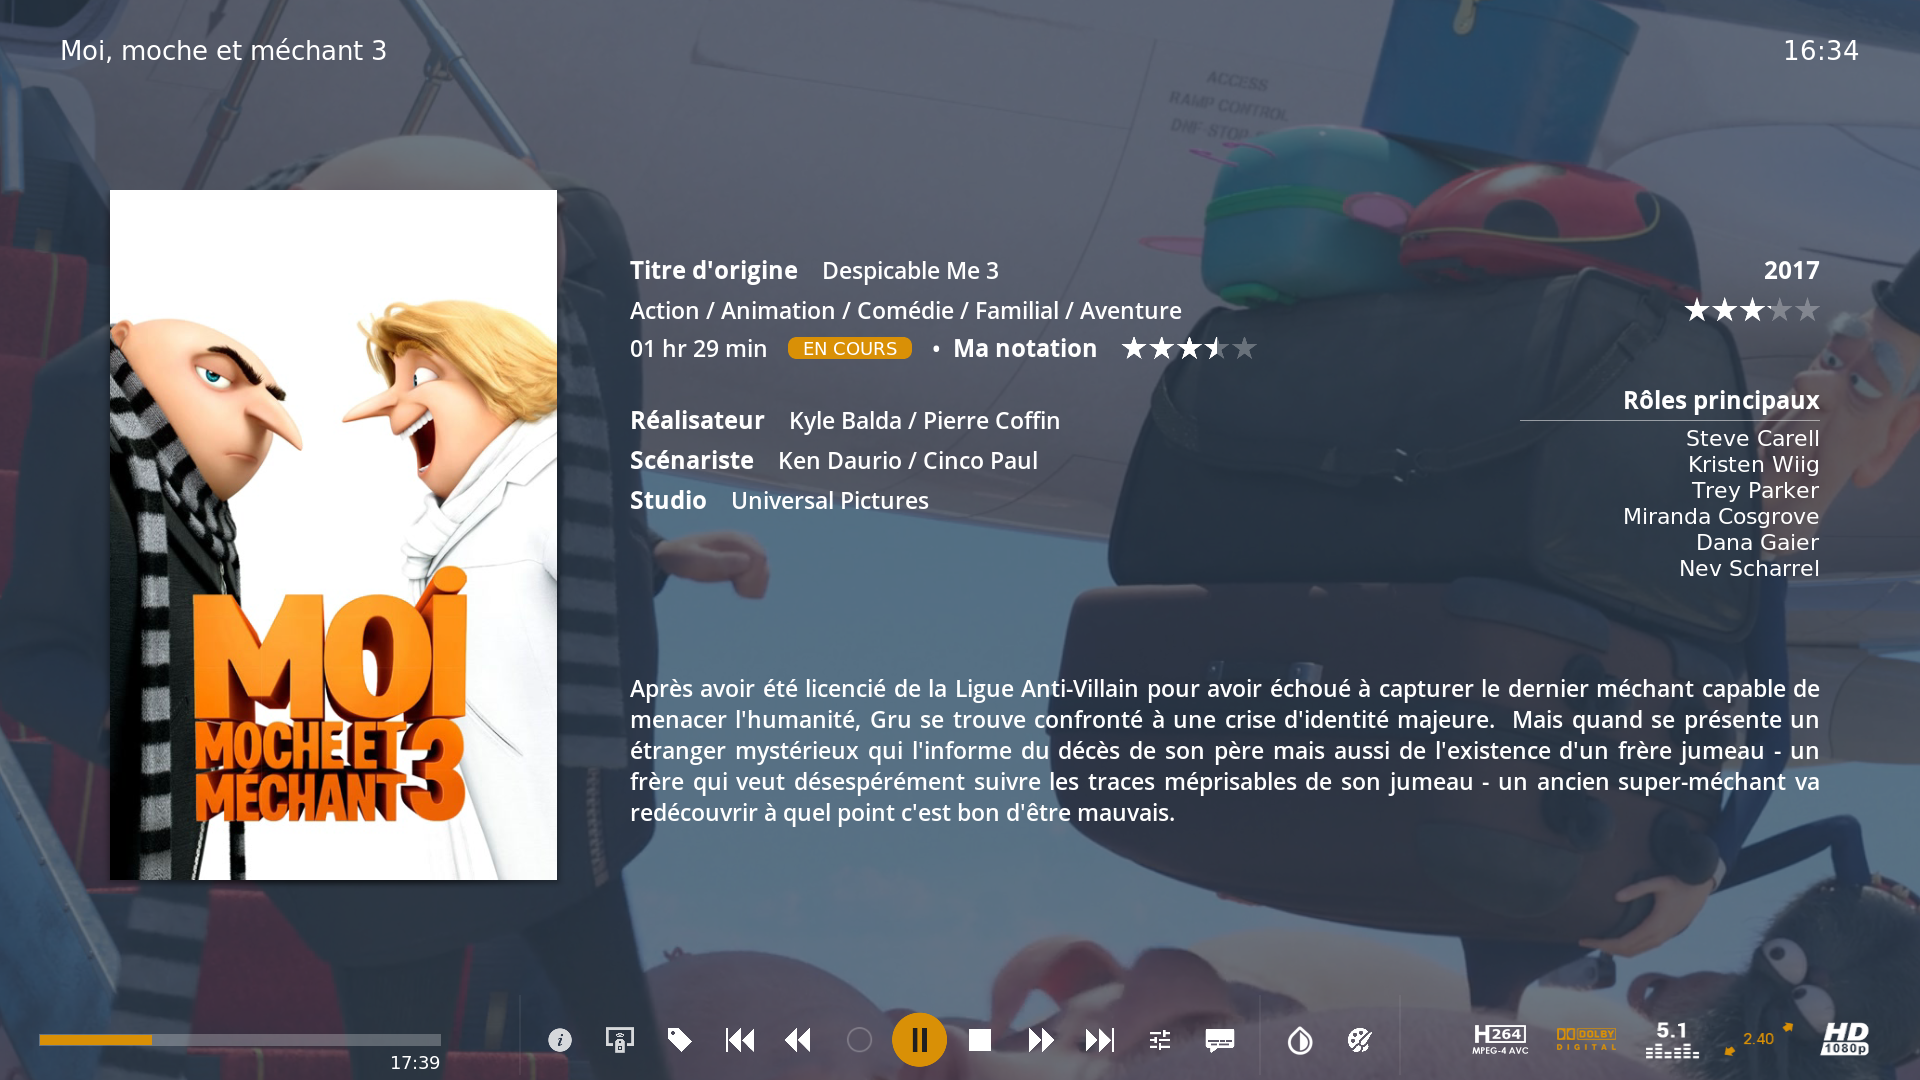 Moi, moche et méchant 3
16:34
ACCESS
RAMP CONTROL
Titre d'origine Despicable Me 3
2017
Action / Animation / Comédie / Familial / Aventure
01 hr 29 min EN COURS • Ma notation
Rôles principaux
Réalisateur Kyle Balda / Pierre Coffin
Steve Carell
Scénariste Ken Daurio / Cinco Paul
Kristen Wiig
Trey Parker
Studio Universal Pictures
Miranda Cosgrove
Dana Gaier
Nev Scharrel
MOi
MOCHE ET
MÉCHANT 3
Après avoir été licencié de la Ligue Anti-Villain pour avoir échoué à capturer le dernier méchant capable de
menacer l'humanité, Gru se trouve confronté à une crise d'identité majeure.  Mais quand se présente un
étranger mystérieux qui l'informe du décès de son père mais aussi de l'existence d'un frère jumeau - un
frère qui veut désespérément suivre les traces méprisables de son jumeau - un ancien super-méchant va
redécouvrir à quel point c'est bon d'être mauvais.
17:39
H264
MPEG-4 AVC
DOLBY
DIGITAL
5.1
2.40
HD
1080p